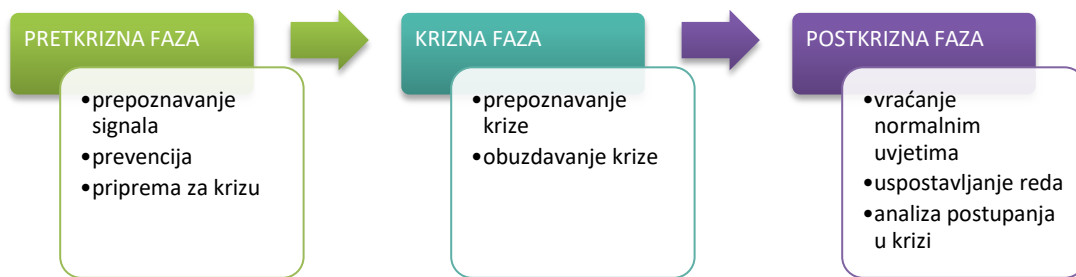 PRETKRIZNA FAZA
•prepoznavanje
signala
•prevencija
•priprema za krizu
KRIZNA FAZA
•prepoznavanje
krize
•obuzdavanje krize
POSTKRIZNA FAZA
•vraćanje
normalnim
uvjetima
•uspostavljanje reda
•analiza postupanja
u krizi